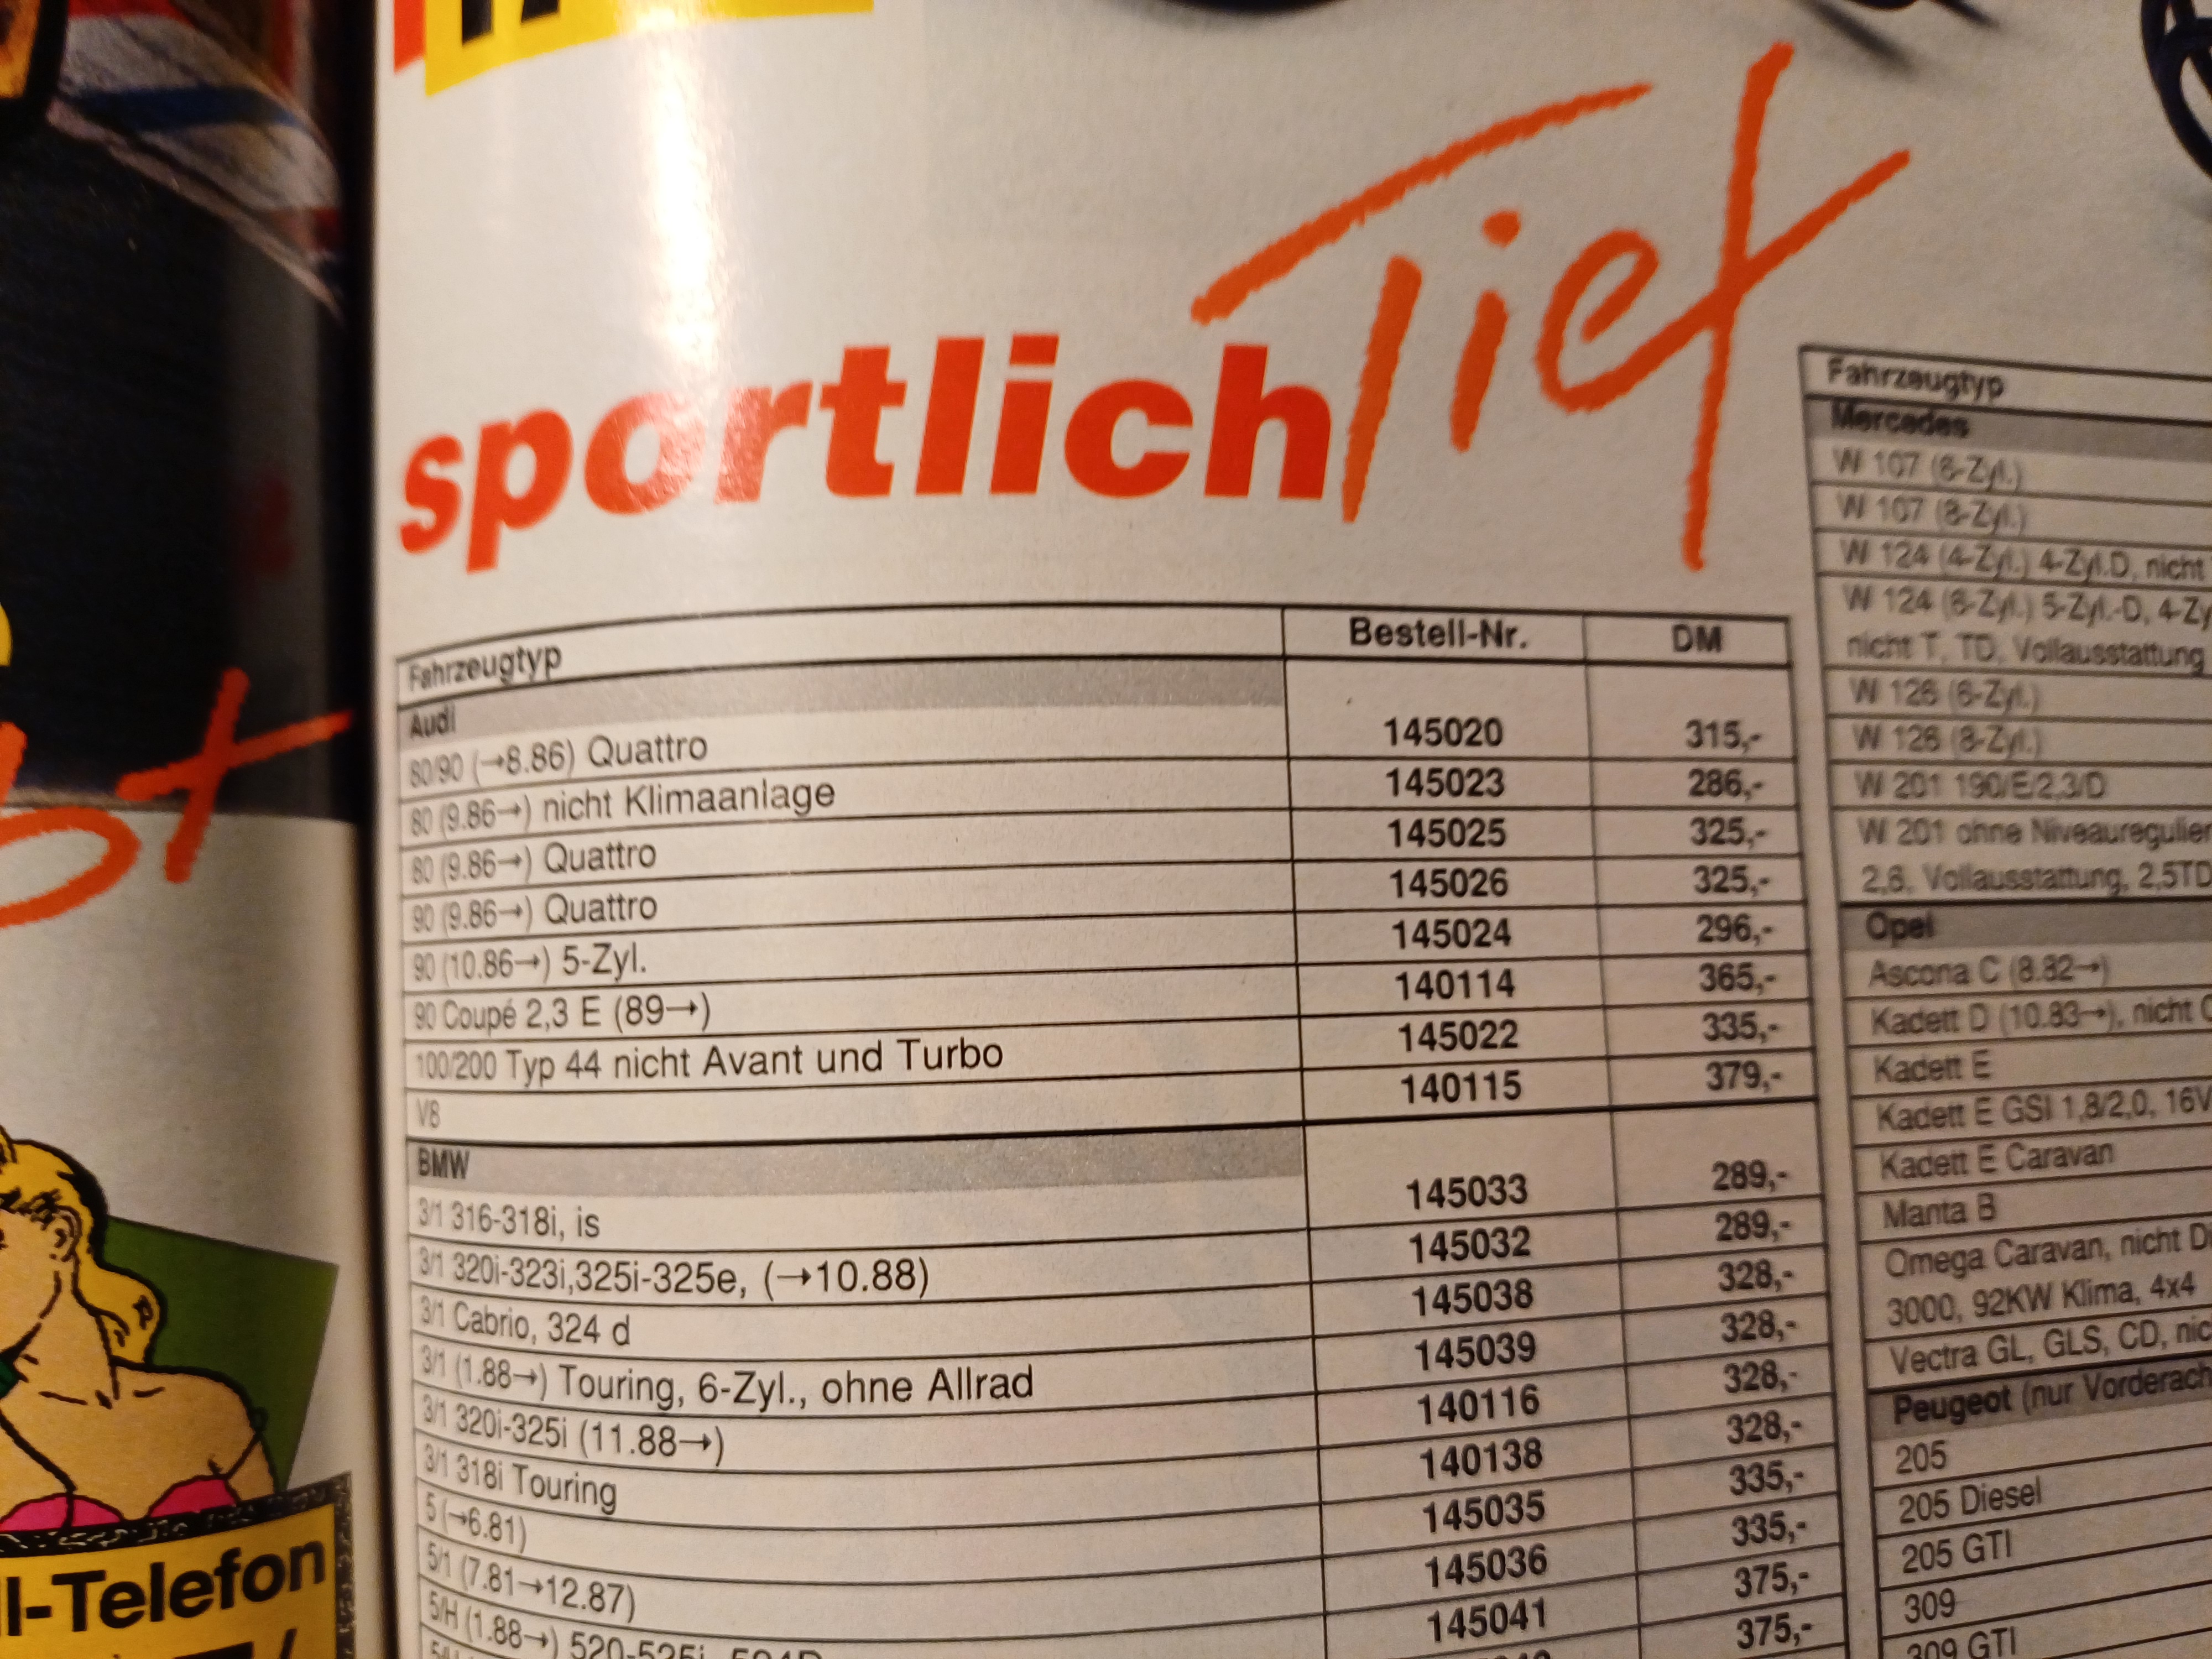 sportlich Tief
Fahrzeugtyp Bestell-Nr. DM
Audi
80/90 (→8.86) Quattro 145020 315,-
80 (9.86→) nicht Klimaanlage 145023 286,-
80 (9.86→) Quattro 145025 325,-
90 (9.86→) Quattro 145026 325,-
90 (10.86→) 5-Zyl. 145024 296,-
90 Coupé 2,3 E (89→) 140114 365,-
100/200 Typ 44 nicht Avant und Turbo 145022 335,-
V8 140115 379,-
BMW
3/1 316-318i, is 145033 289,-
3/1 320i-323i,325i-325e, (→10.88) 145032 289,-
3/1 Cabrio, 324 d 145038 328,-
3/1 (1.88→) Touring, 6-Zyl., ohne Allrad 145039 328,-
3/1 320i-325i (11.88→) 140116 328,-
3/1 318i Touring 140138 328,-
5 (→6.81) 145035 335,-
5/1 (7.81→12.87) 145036 335,-
5/H (1.88→) 520-525i, 145041 375,-
375,-
Fahrzeugtyp
Mercedes
W 107 (6-Zyl.)
W 107 (8-Zyl.)
W 124 (4-Zyl.) 4-Zyl.D, nicht
W 124 (6-Zyl.) 5-Zyl.-D,
nicht T, TD, Vollausstattung
W 126 (6-Zyl.)
W 126 (8-Zyl.)
W 201 190/E/2,3/D
W 201 ohne
2,6, Vollausstattung, 2,5TD
Opel
Ascona C (8.82→)
Kadett D (10.83→), nicht
Kadett E
Kadett E GSI 1,8/2,0, 16V
Kadett E Caravan
Manta B
Omega Caravan, nicht
3000, 92KW Klima, 4x4
Vectra GL, GLS, CD,
Peugeot (nur
205
205 Diesel
205 GTI
309
309 GTI
l-Telefon